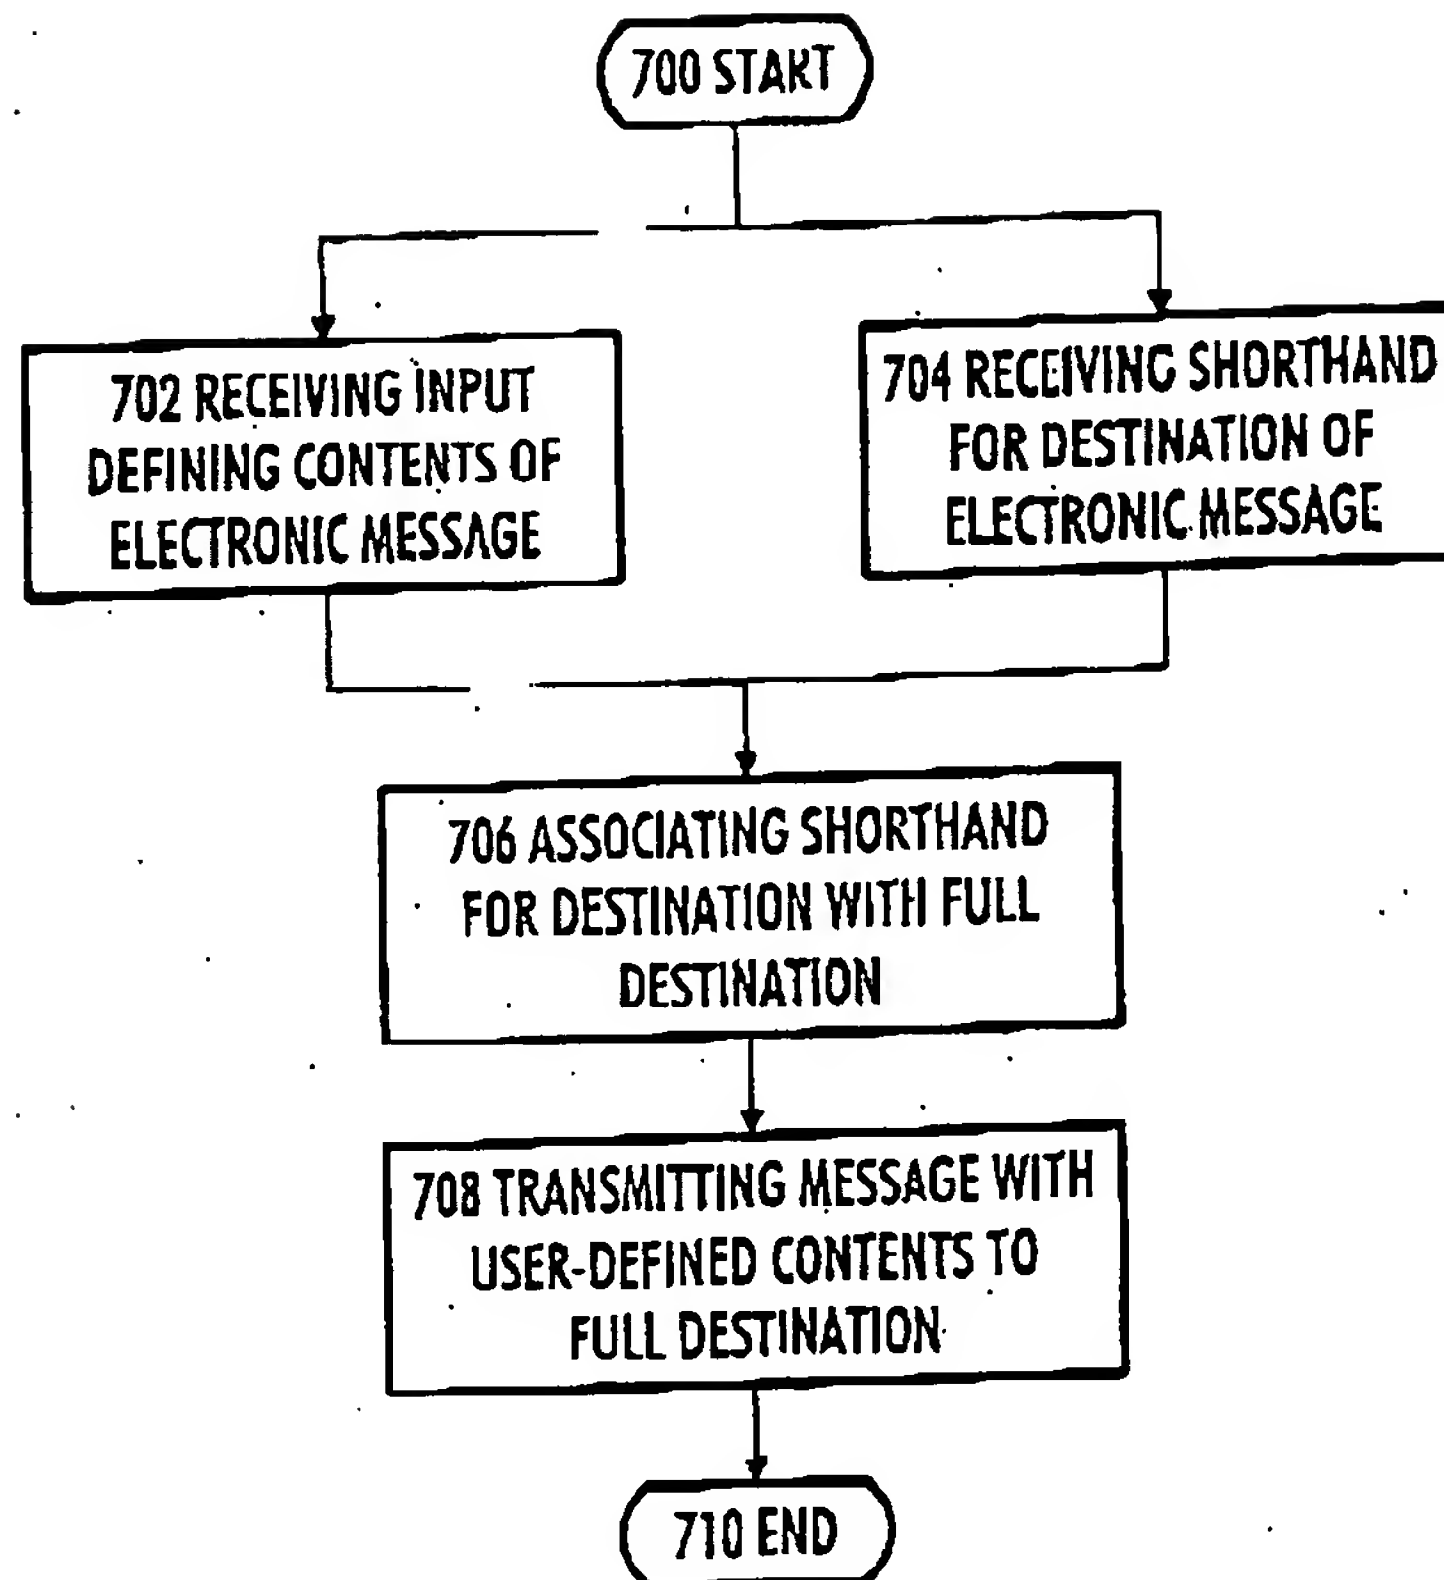 700 START
702 RECEIVING INPUT
DEFINING CONTENTS OF
ELECTRONIC MESSAGE
704 RECEIVING SHORTHAND
FOR DESTINATION OF
ELECTRONIC MESSAGE
706 ASSOCIATING SHORTHAND
FOR DESTINATION WITH FULL
DESTINATION
708 TRANSMITTING MESSAGE WITH
USER-DEFINED CONTENTS TO
FULL DESTINATION
710 END